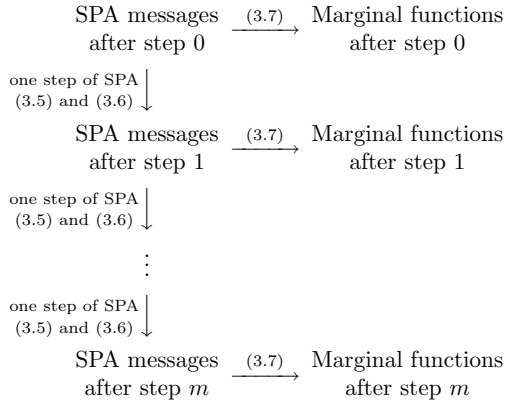 SPA messages (3.7) Marginal functions
after step 0 after step 0
one step of SPA
(3.5) and (3.6)
SPA messages (3.7) Marginal functions
after step 1 after step 1
one step of SPA
(3.5) and (3.6)
⋮
one step of SPA
(3.5) and (3.6)
SPA messages (3.7) Marginal functions
after step m after step m